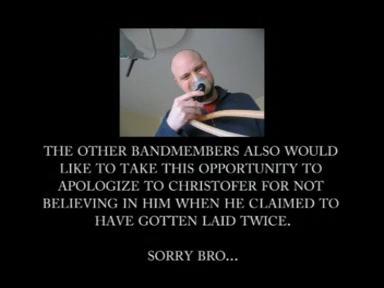 THE OTHER BANDMEMBERS ALSO WOULD
LIKE TO TAKE THIS OPPORTUNITY TO
APOLOGIZE TO CHRISTOFER FOR NOT
BELIEVING IN HIM WHEN HE CLAIMED TO
HAVE GOTTEN LAID TWICE.
SORRY BRO...